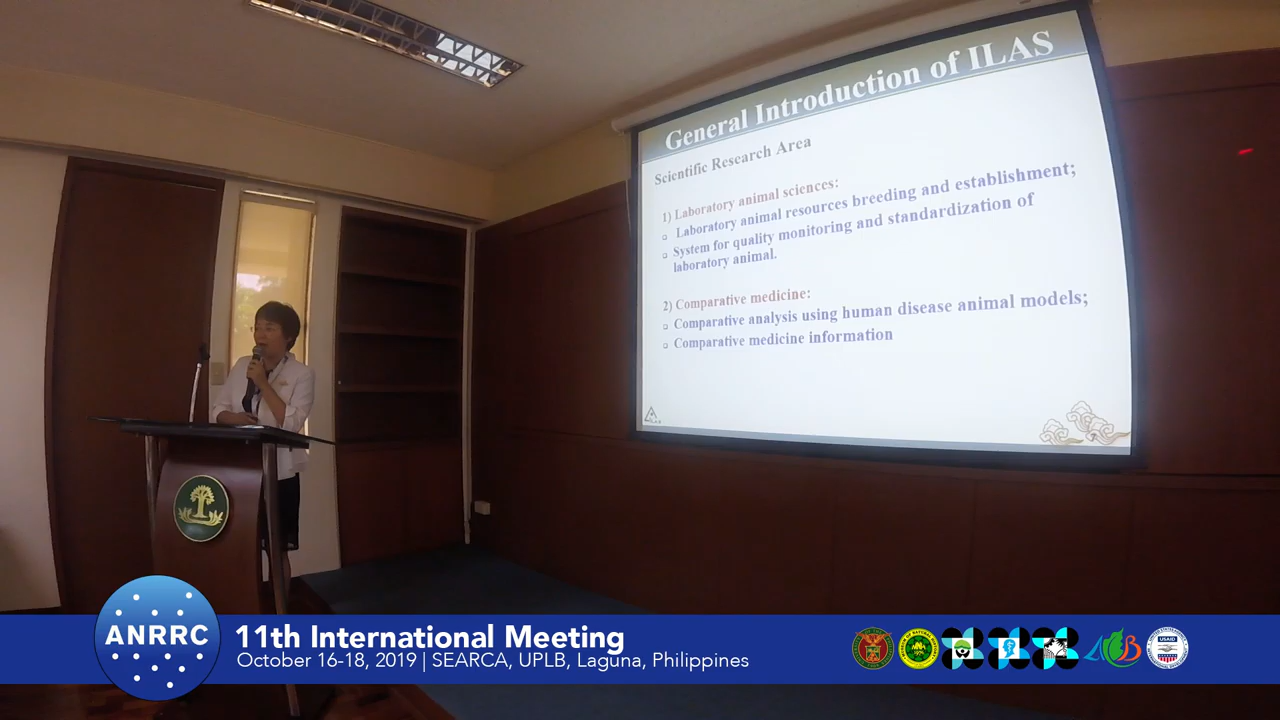 General Introduction of ILAS
Scientific Research Area
1) Laboratory animal sciences:
Laboratory animal resources breeding and establishment;
System for quality monitoring and standardization of
laboratory animal.
2) Comparative medicine:
Comparative analysis using human disease animal models;
Comparative medicine information
ANRRC
11th International Meeting
October 16-18, 2019 | SEARCA, UPLB, Laguna, Philippines
USAID